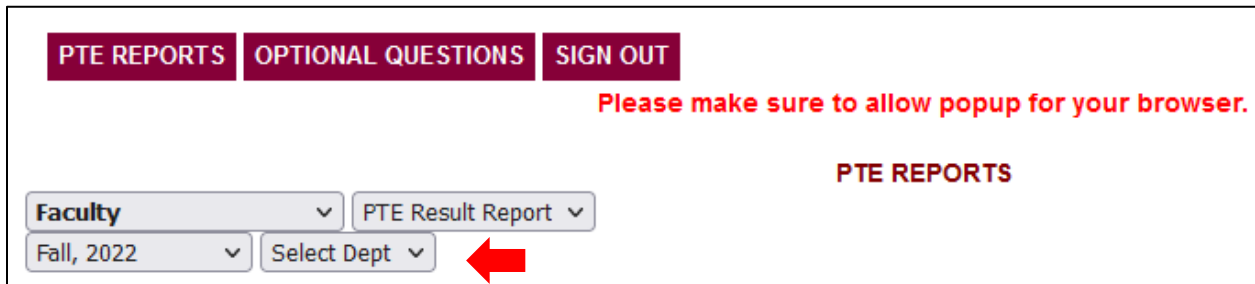 PTE REPORTS OPTIONAL QUESTIONS SIGN OUT
Please make sure to allow popup for your browser.
PTE REPORTS
Faculty PTE Result Report
Fall, 2022 Select Dept